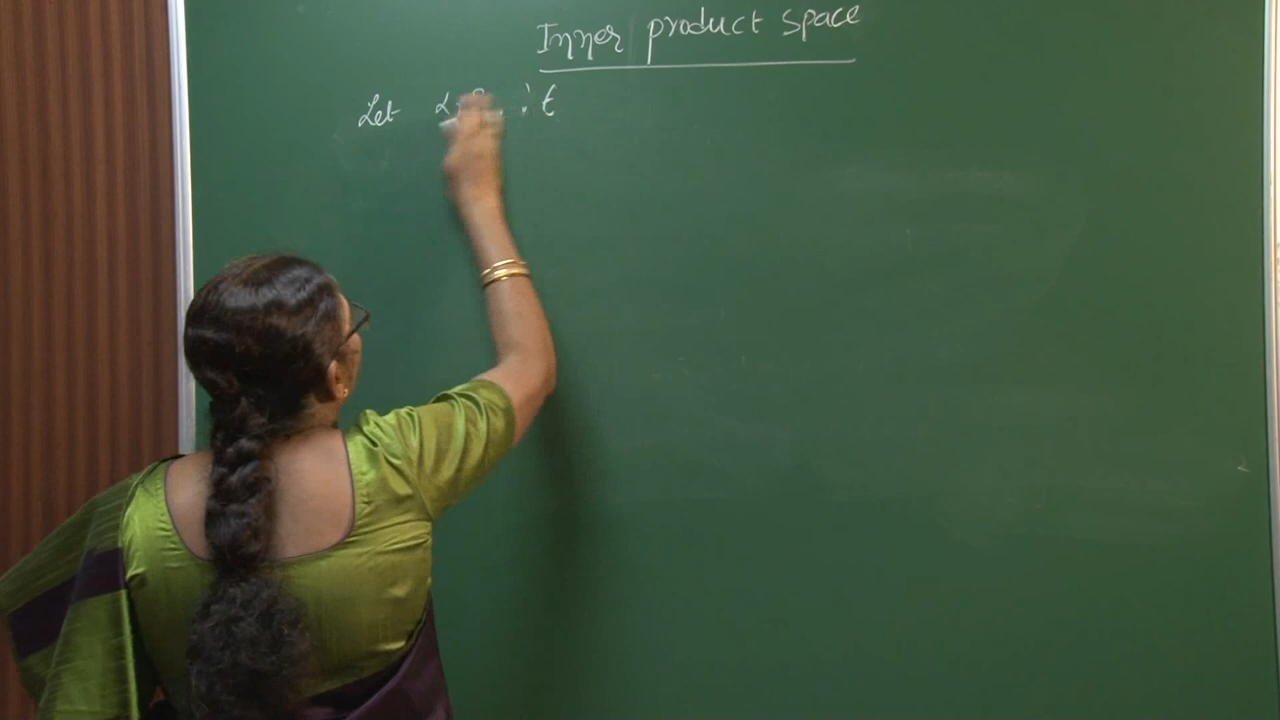 Inner product space
Let α